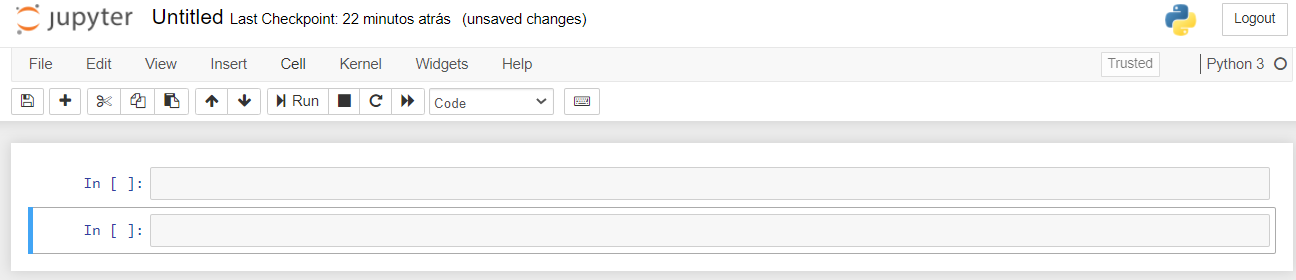 jupyter Untitled Last Checkpoint: 22 minutos atrás (unsaved changes) Logout
File Edit View Insert Cell Kernel Widgets Help Trusted Python 3
Run Code
In [ ]:
In [ ]: